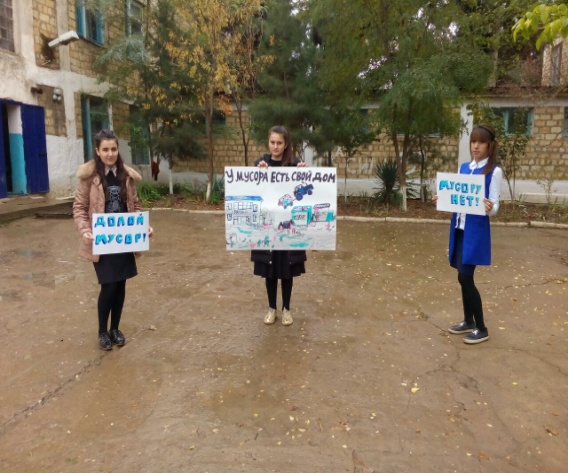 ДОЛОЙ
МУСОР!
У МУСОРА ЕСТЬ СВОЙ ДОМ
МУСОРУ
НЕТ!